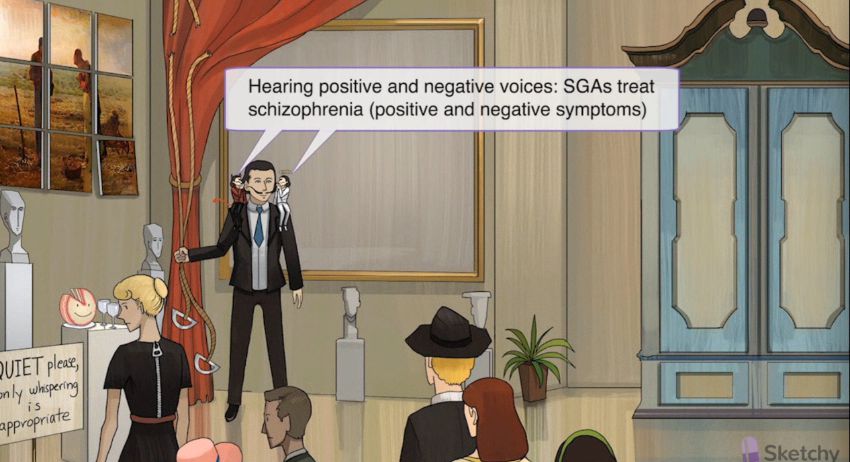 Hearing positive and negative voices: SGAs treat
schizophrenia (positive and negative symptoms)
QUIET please,
only whispering
is
appropriate
Sketchy